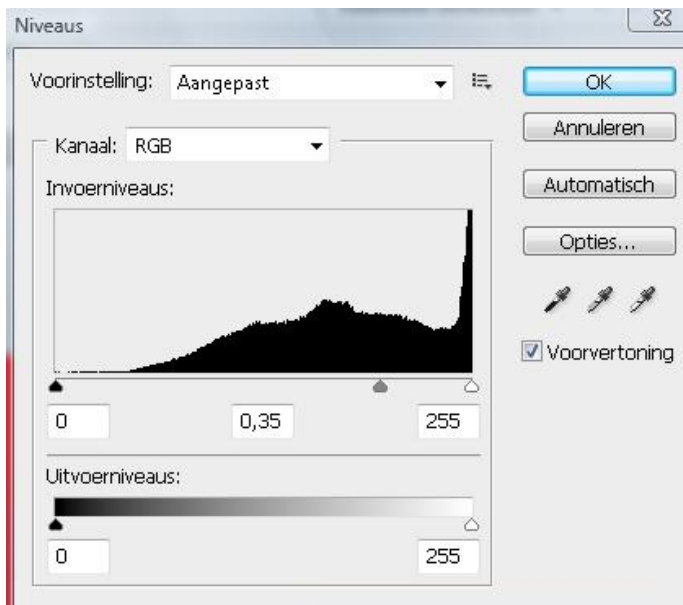 Niveaus
Voorinstelling: Aangepast
OK
Annuleren
Kanaal: RGB
Automatisch
Invoerniveaus:
Opties...
Voorvertoning
0 0,35 255
Uitvoerniveaus:
0 255